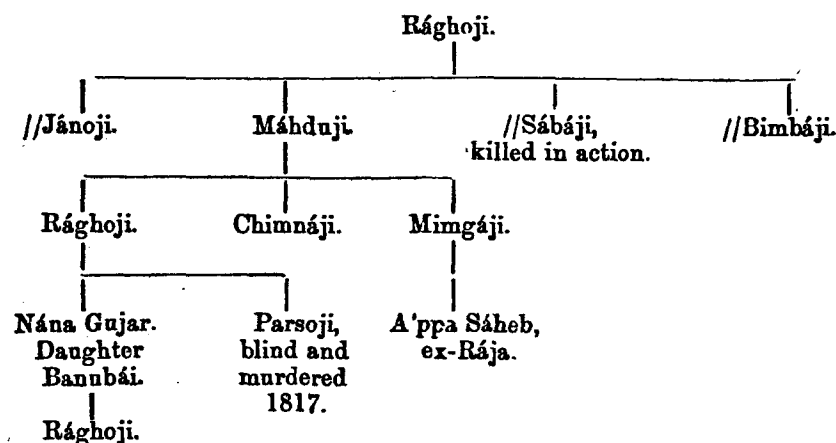 Rághoji.
//Jánoji. Máhduji. //Sábáji, //Bimbáji.
killed in action.
Rághoji. Chimnáji. Mimgáji.
Nána Gujar. Parsoji, A'ppa Sáheb,
Daughter blind and ex-Rája.
Banubái. murdered
1817.
Rághoji.